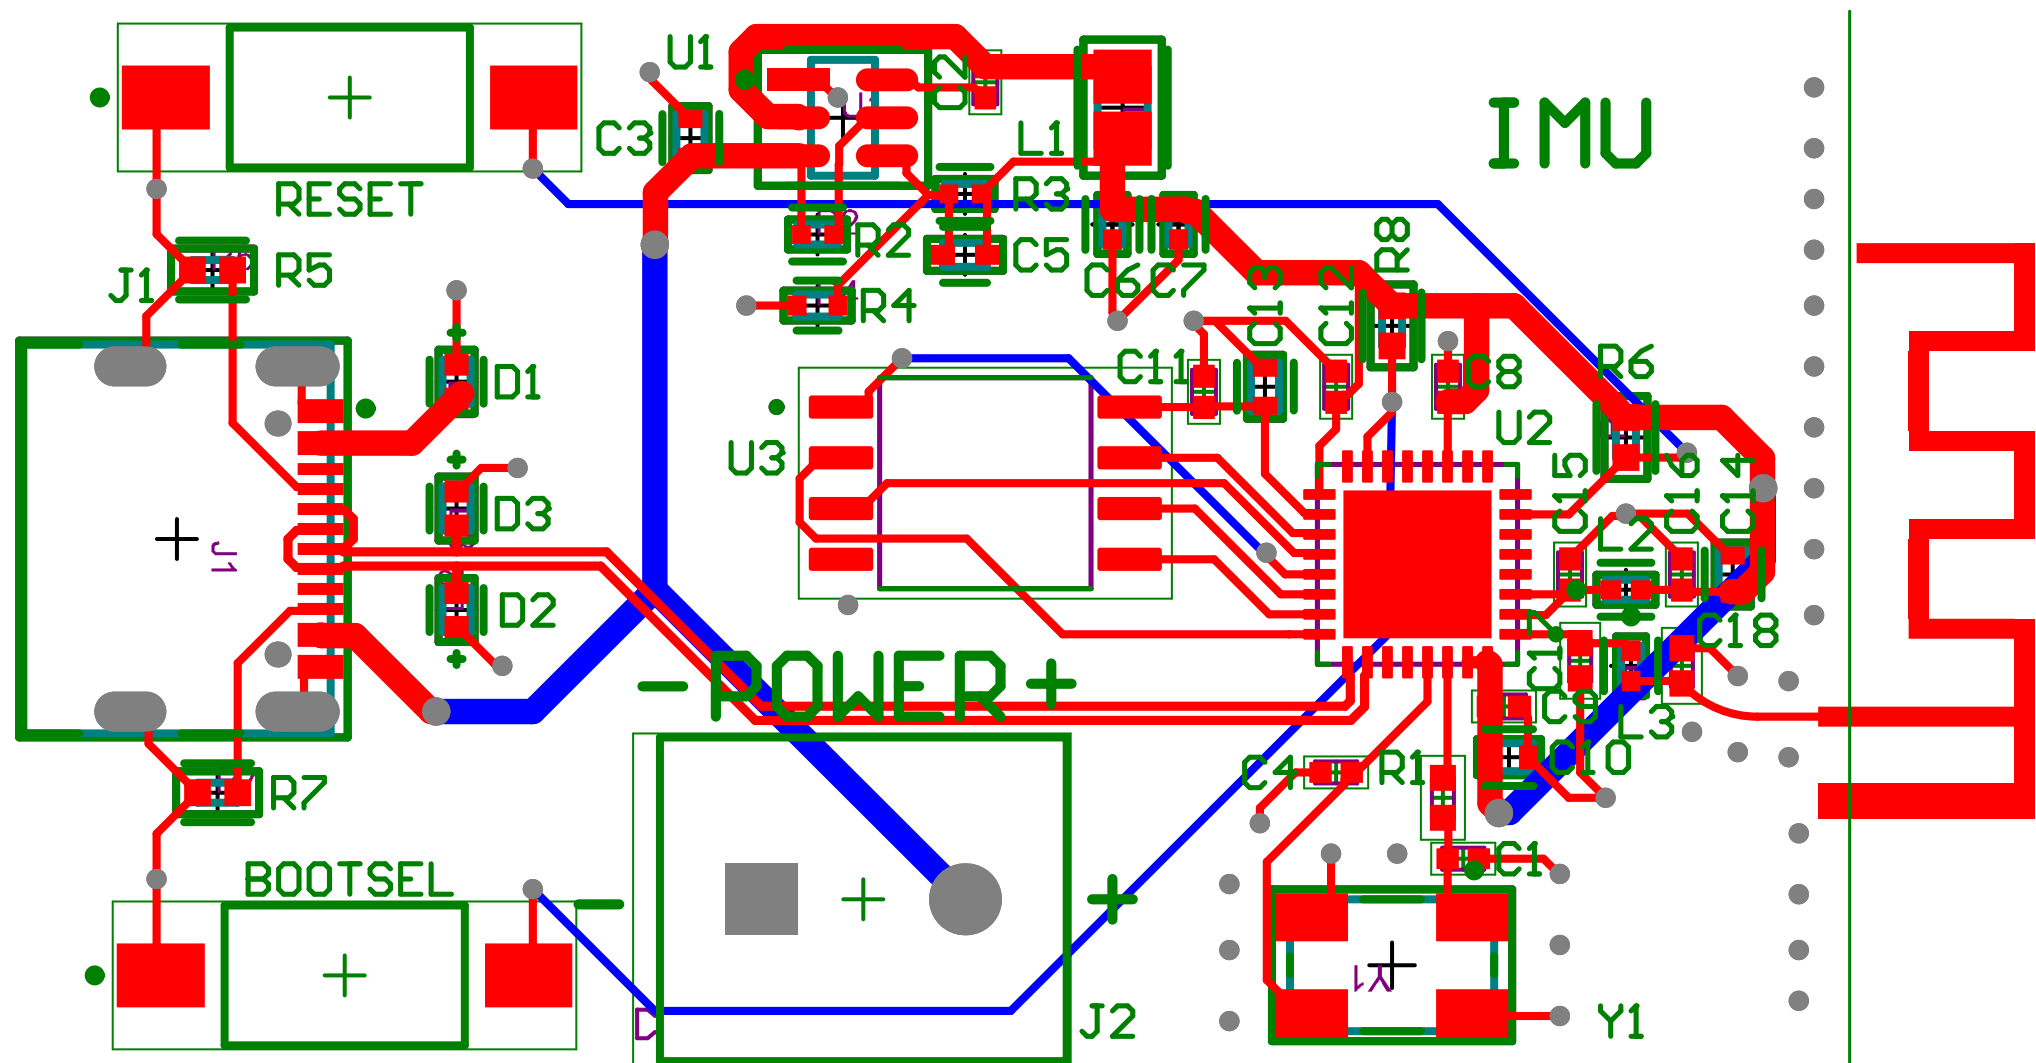 U1
C2
C3
L1
IMU
RESET
R3
R2
C5
R8
J1
R5
C6
C7
C13
C12
R4
C11
C8
R6
D1
U3
U2
C15
C16
C14
D3
L2
J1
D2
C18
- POWER +
C9
L3
C4
R1
C10
R7
BOOTSEL
C1
-
+
Y1
J2
Y1